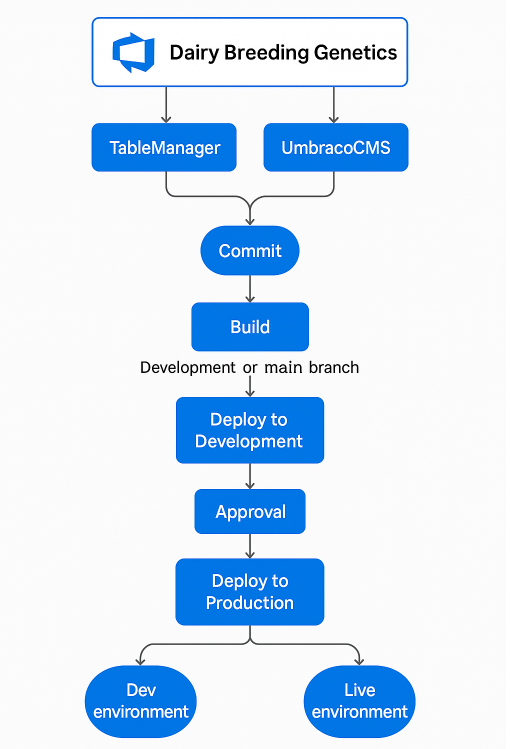 Dairy Breeding Genetics
TableManager
UmbracoCMS
Commit
Build
Development or main branch
Deploy to
Development
Approval
Deploy to
Production
Dev
environment
Live
environment